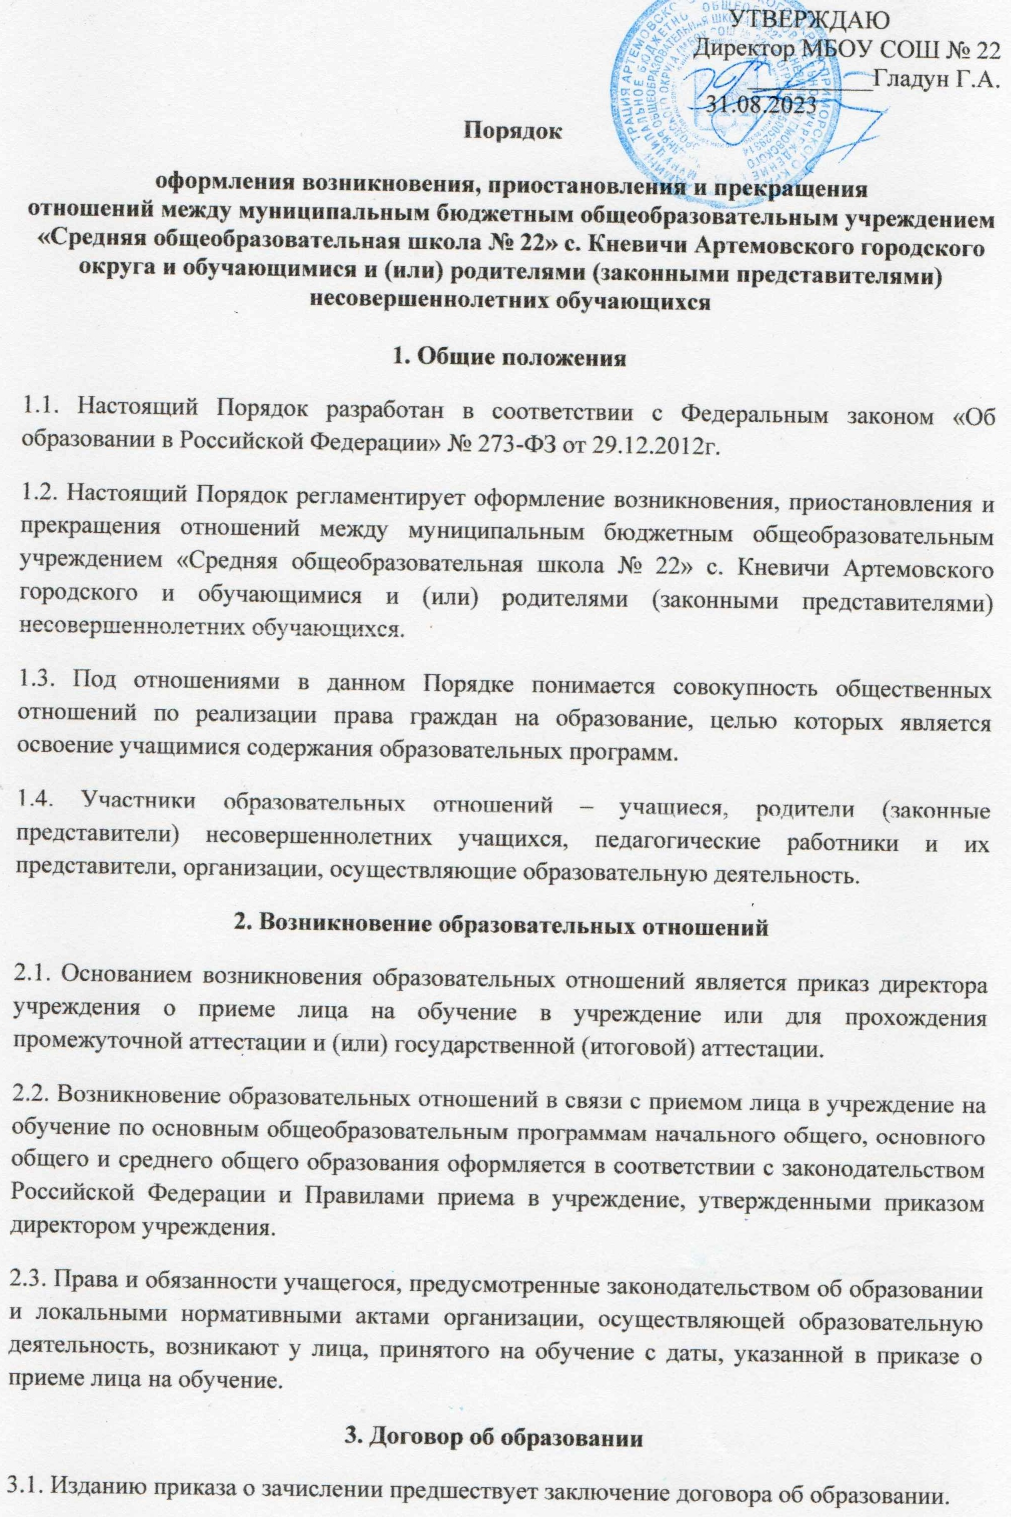 УТВЕРЖДАЮ
Директор МБОУ СОШ № 22
__________Гладун Г.А.
31.08.2023
Порядок
оформления возникновения, приостановления и прекращения
отношений между муниципальным бюджетным общеобразовательным учреждением
«Средняя общеобразовательная школа № 22» с. Кневичи Артемовского городского
округа и обучающимися и (или) родителями (законными представителями)
несовершеннолетних обучающихся
1. Общие положения
1.1. Настоящий Порядок разработан в соответствии с Федеральным законом «Об
образовании в Российской Федерации» № 273-ФЗ от 29.12.2012г.
1.2. Настоящий Порядок регламентирует оформление возникновения, приостановления и
прекращения отношений между муниципальным бюджетным общеобразовательным
учреждением «Средняя общеобразовательная школа № 22» с. Кневичи Артемовского
городского и обучающимися и (или) родителями (законными представителями)
несовершеннолетних обучающихся.
1.3. Под отношениями в данном Порядке понимается совокупность общественных
отношений по реализации права граждан на образование, целью которых является
освоение учащимися содержания образовательных программ.
1.4. Участники образовательных отношений – учащиеся, родители (законные
представители) несовершеннолетних учащихся, педагогические работники и их
представители, организации, осуществляющие образовательную деятельность.
2. Возникновение образовательных отношений
2.1. Основанием возникновения образовательных отношений является приказ директора
учреждения о приеме лица на обучение в учреждение или для прохождения
промежуточной аттестации и (или) государственной (итоговой) аттестации.
2.2. Возникновение образовательных отношений в связи с приемом лица в учреждение на
обучение по основным общеобразовательным программам начального общего, основного
общего и среднего общего образования оформляется в соответствии с законодательством
Российской Федерации и Правилами приема в учреждение, утвержденными приказом
директором учреждения.
2.3. Права и обязанности учащегося, предусмотренные законодательством об образовании
и локальными нормативными актами организации, осуществляющей образовательную
деятельность, возникают у лица, принятого на обучение с даты, указанной в приказе о
приеме лица на обучение.
3. Договор об образовании
3.1. Изданию приказа о зачислении предшествует заключение договора об образовании.